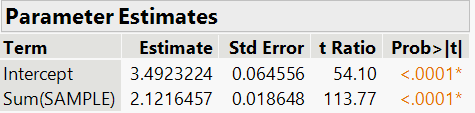 Parameter Estimates
Term Estimate Std Error t Ratio Prob>|t|
Intercept 3.4923224 0.064556 54.10 <.0001*
Sum(SAMPLE) 2.1216457 0.018648 113.77 <.0001*